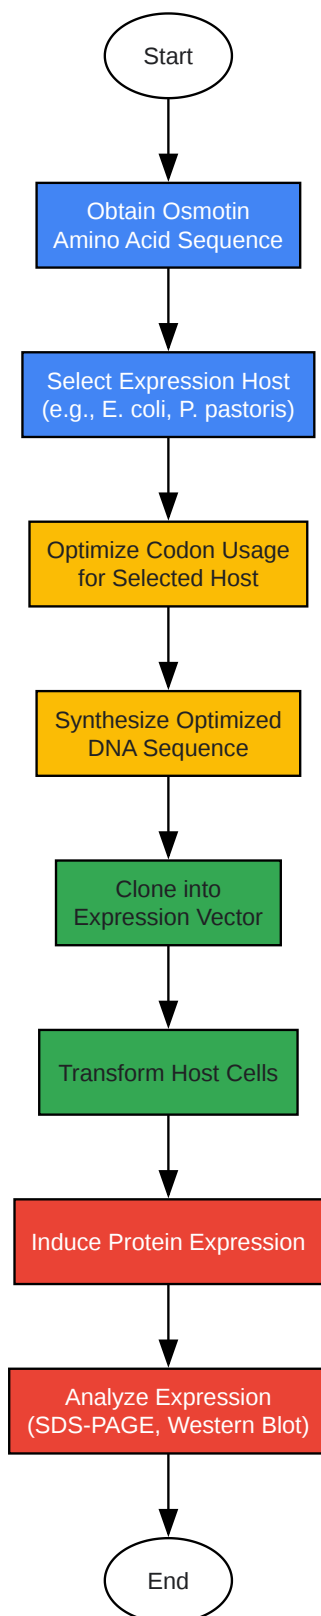 Start
Obtain Osmotin
Amino Acid Sequence
Select Expression Host
(e.g., E. coli, P. pastoris)
Optimize Codon Usage
for Selected Host
Synthesize Optimized
DNA Sequence
Clone into
Expression Vector
Transform Host Cells
Induce Protein Expression
Analyze Expression
(SDS-PAGE, Western Blot)
End